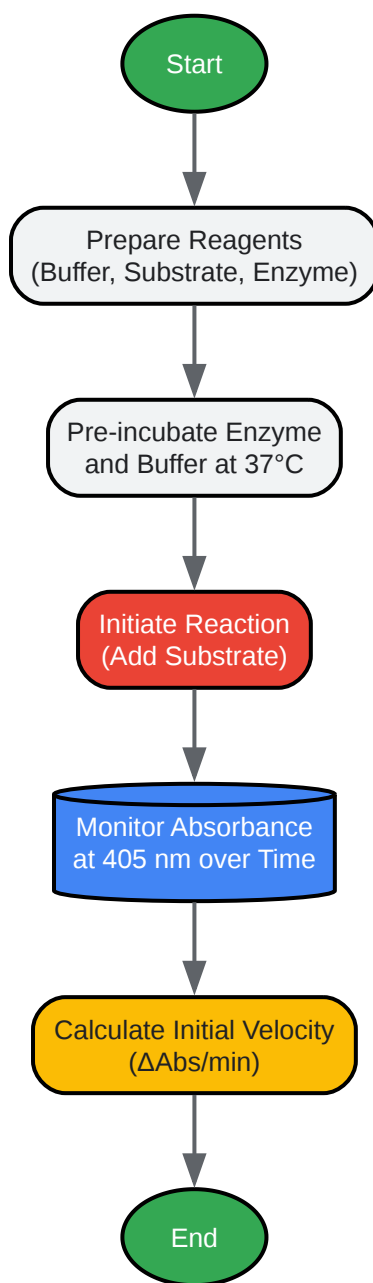 Start
Prepare Reagents
(Buffer, Substrate, Enzyme)
Pre-incubate Enzyme
and Buffer at 37°C
Initiate Reaction
(Add Substrate)
Monitor Absorbance
at 405 nm over Time
Calculate Initial Velocity
(ΔAbs/min)
End